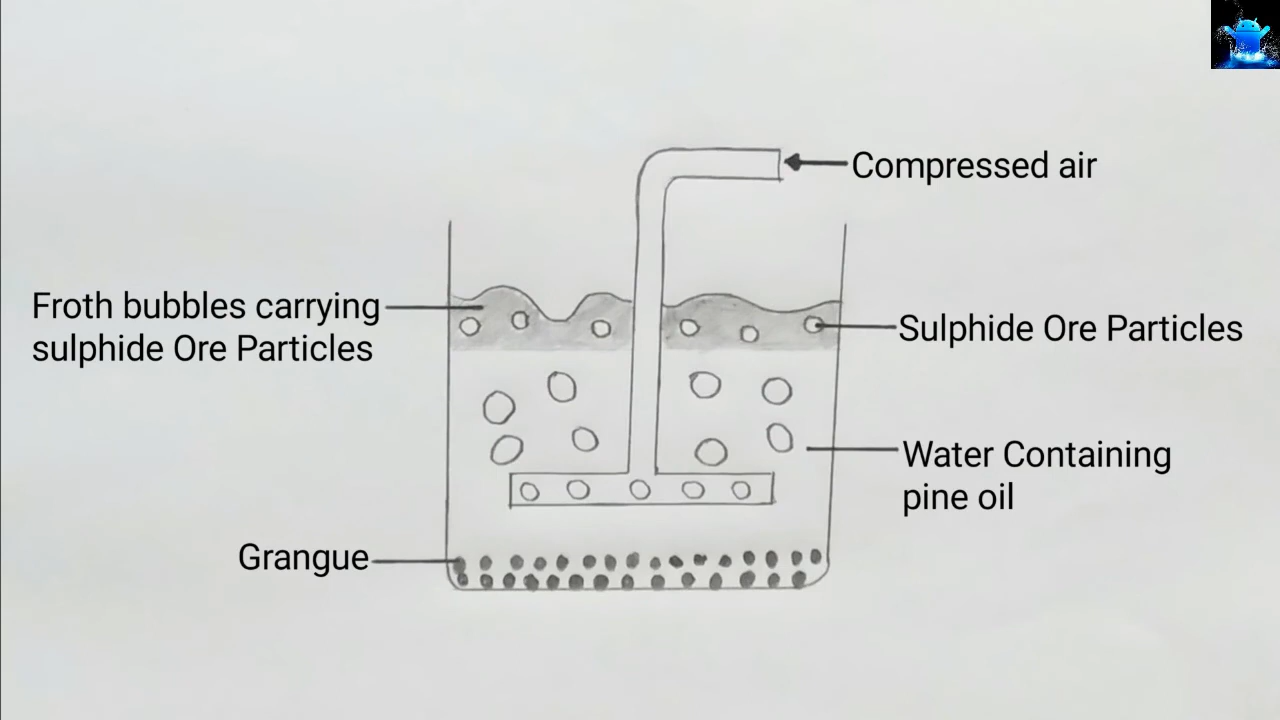 Compressed air
Froth bubbles carrying
sulphide Ore Particles
Sulphide Ore Particles
Water Containing
pine oil
Grangue